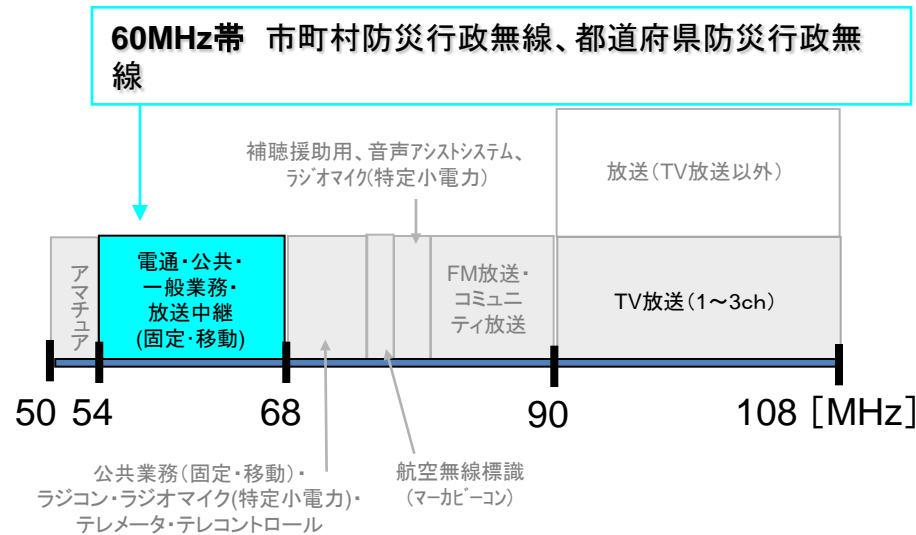 60MHz帯 市町村防災行政無線、都道府県防災行政無
線
補聴援助用、音声アシストシステム、
ラジオマイク(特定小電力)
放送(TV放送以外)
アマチュア
電通・公共・
一般業務・
放送中継
(固定・移動)
FM放送・
コミュニ
ティ放送
TV放送(1～3ch)
50 54 68 90 108 [MHz]
公共業務(固定・移動)・
ラジコン・ラジオマイク(特定小電力)・
テレメータ・テレコントロール
航空無線標識
(マーカビーコン)